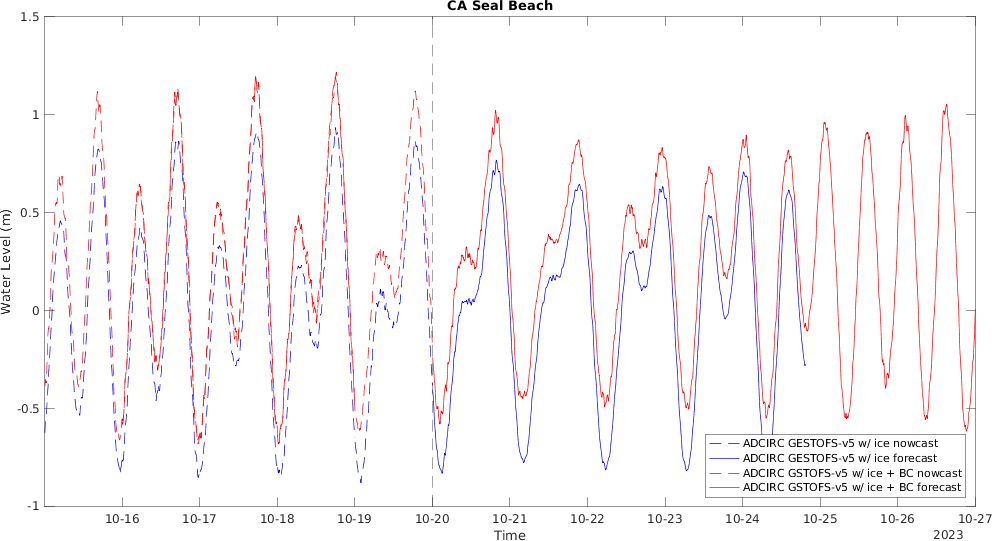 CA Seal Beach
1.5
1
0.5
0
-0.5
-1
Water Level (m)
10-16 10-17 10-18 10-19 10-20 10-21 10-22 10-23 10-24 10-25 10-26 10-27
Time
2023
ADCIRC GESTOFS-v5 w/ ice nowcast
ADCIRC GESTOFS-v5 w/ ice forecast
ADCIRC GSTOFS-v5 w/ ice + BC nowcast
ADCIRC GSTOFS-v5 w/ ice + BC forecast